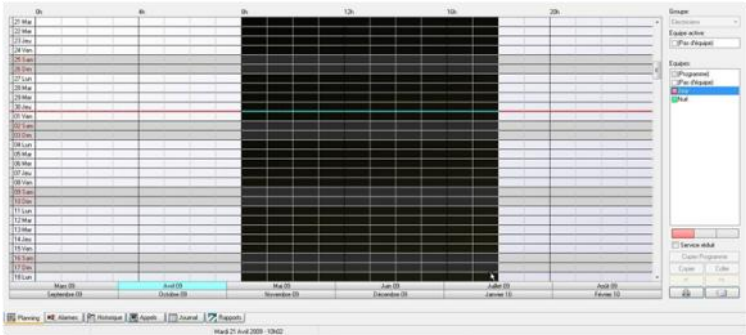 0h 4h 8h 12h 16h 20h
21 Mar
22 Mer
23 Jeu
24 Ven
25 Sam
26 Dim
27 Lun
28 Mar
29 Mer
30 Jeu
01 Ven
02 Sam
03 Dim
04 Lun
05 Mar
06 Mer
07 Jeu
08 Ven
09 Sam
10 Dim
11 Lun
12 Mar
13 Mer
14 Jeu
15 Ven
16 Sam
17 Dim
18 Lun
Mars 09 Avril 09 Mai 09 Juin 09 Juillet 09 Août 09
Septembre 09 Octobre 09 Novembre 09 Décembre 09 Janvier 10 Février 10
Groupe:
Electriciens
Equipe active:
(Pas d'équipe)
Equipes:
(Programme)
(Pas d'équipe)
Jour
Nuit
Service réduit
Copier Programme
Copier Coller
Planning Alarmes Historique Appels Journal Rapports
Mardi 21 Avril 2009 - 10h02